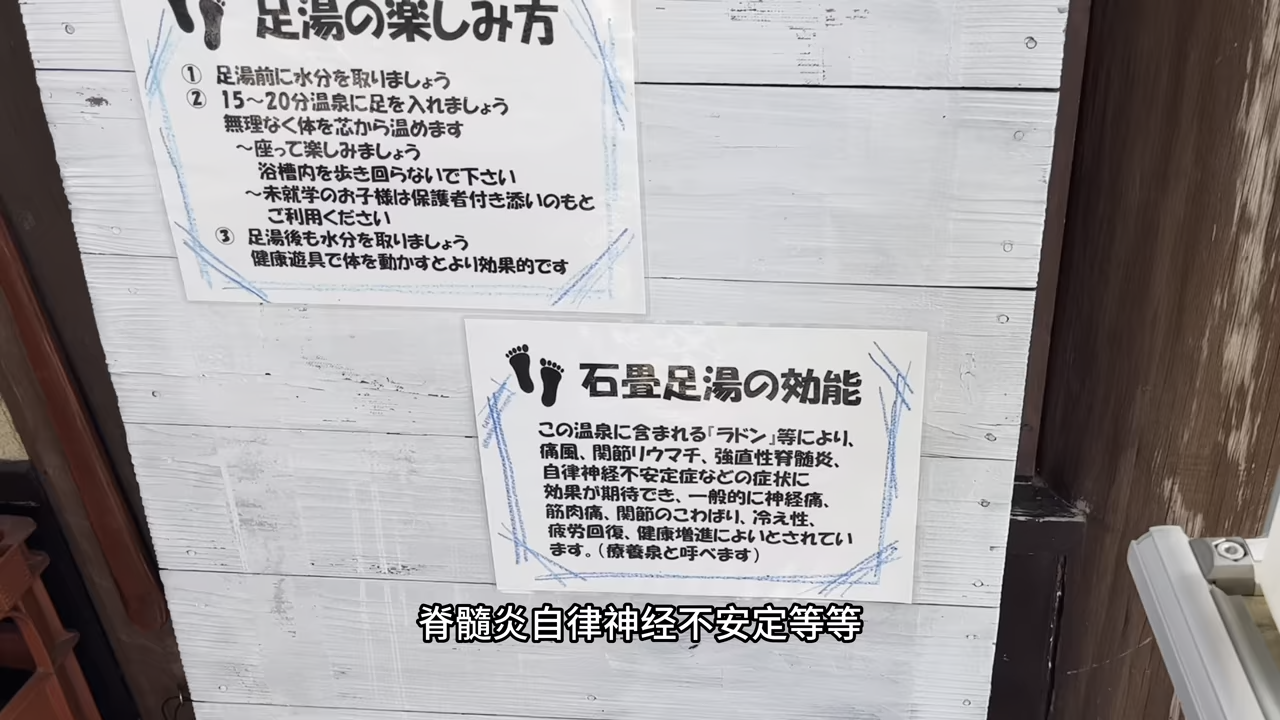 足湯の楽しみ方
① 足湯前に水分を取りましょう
② 15～20分温泉に足を入れましょう
無理なく体を芯から温めます
～座って楽しみましょう
浴槽内を歩き回らないで下さい
～未就学のお子様は保護者付き添いのもと
ご利用ください
③ 足湯後も水分を取りましょう
健康遊具で体を動かすとより効果的です
石畳足湯の効能
この温泉に含まれる「ラドン」等により、
痛風、関節リウマチ、強直性脊髄炎、
自律神経不安定症などの症状に
効果が期待でき、一般的に神経痛、
筋肉痛、関節のこわばり、冷え性、
疲労回復、健康増進によいとされてい
ます。（療養泉と呼べます）
脊髓炎自律神经不安定等等